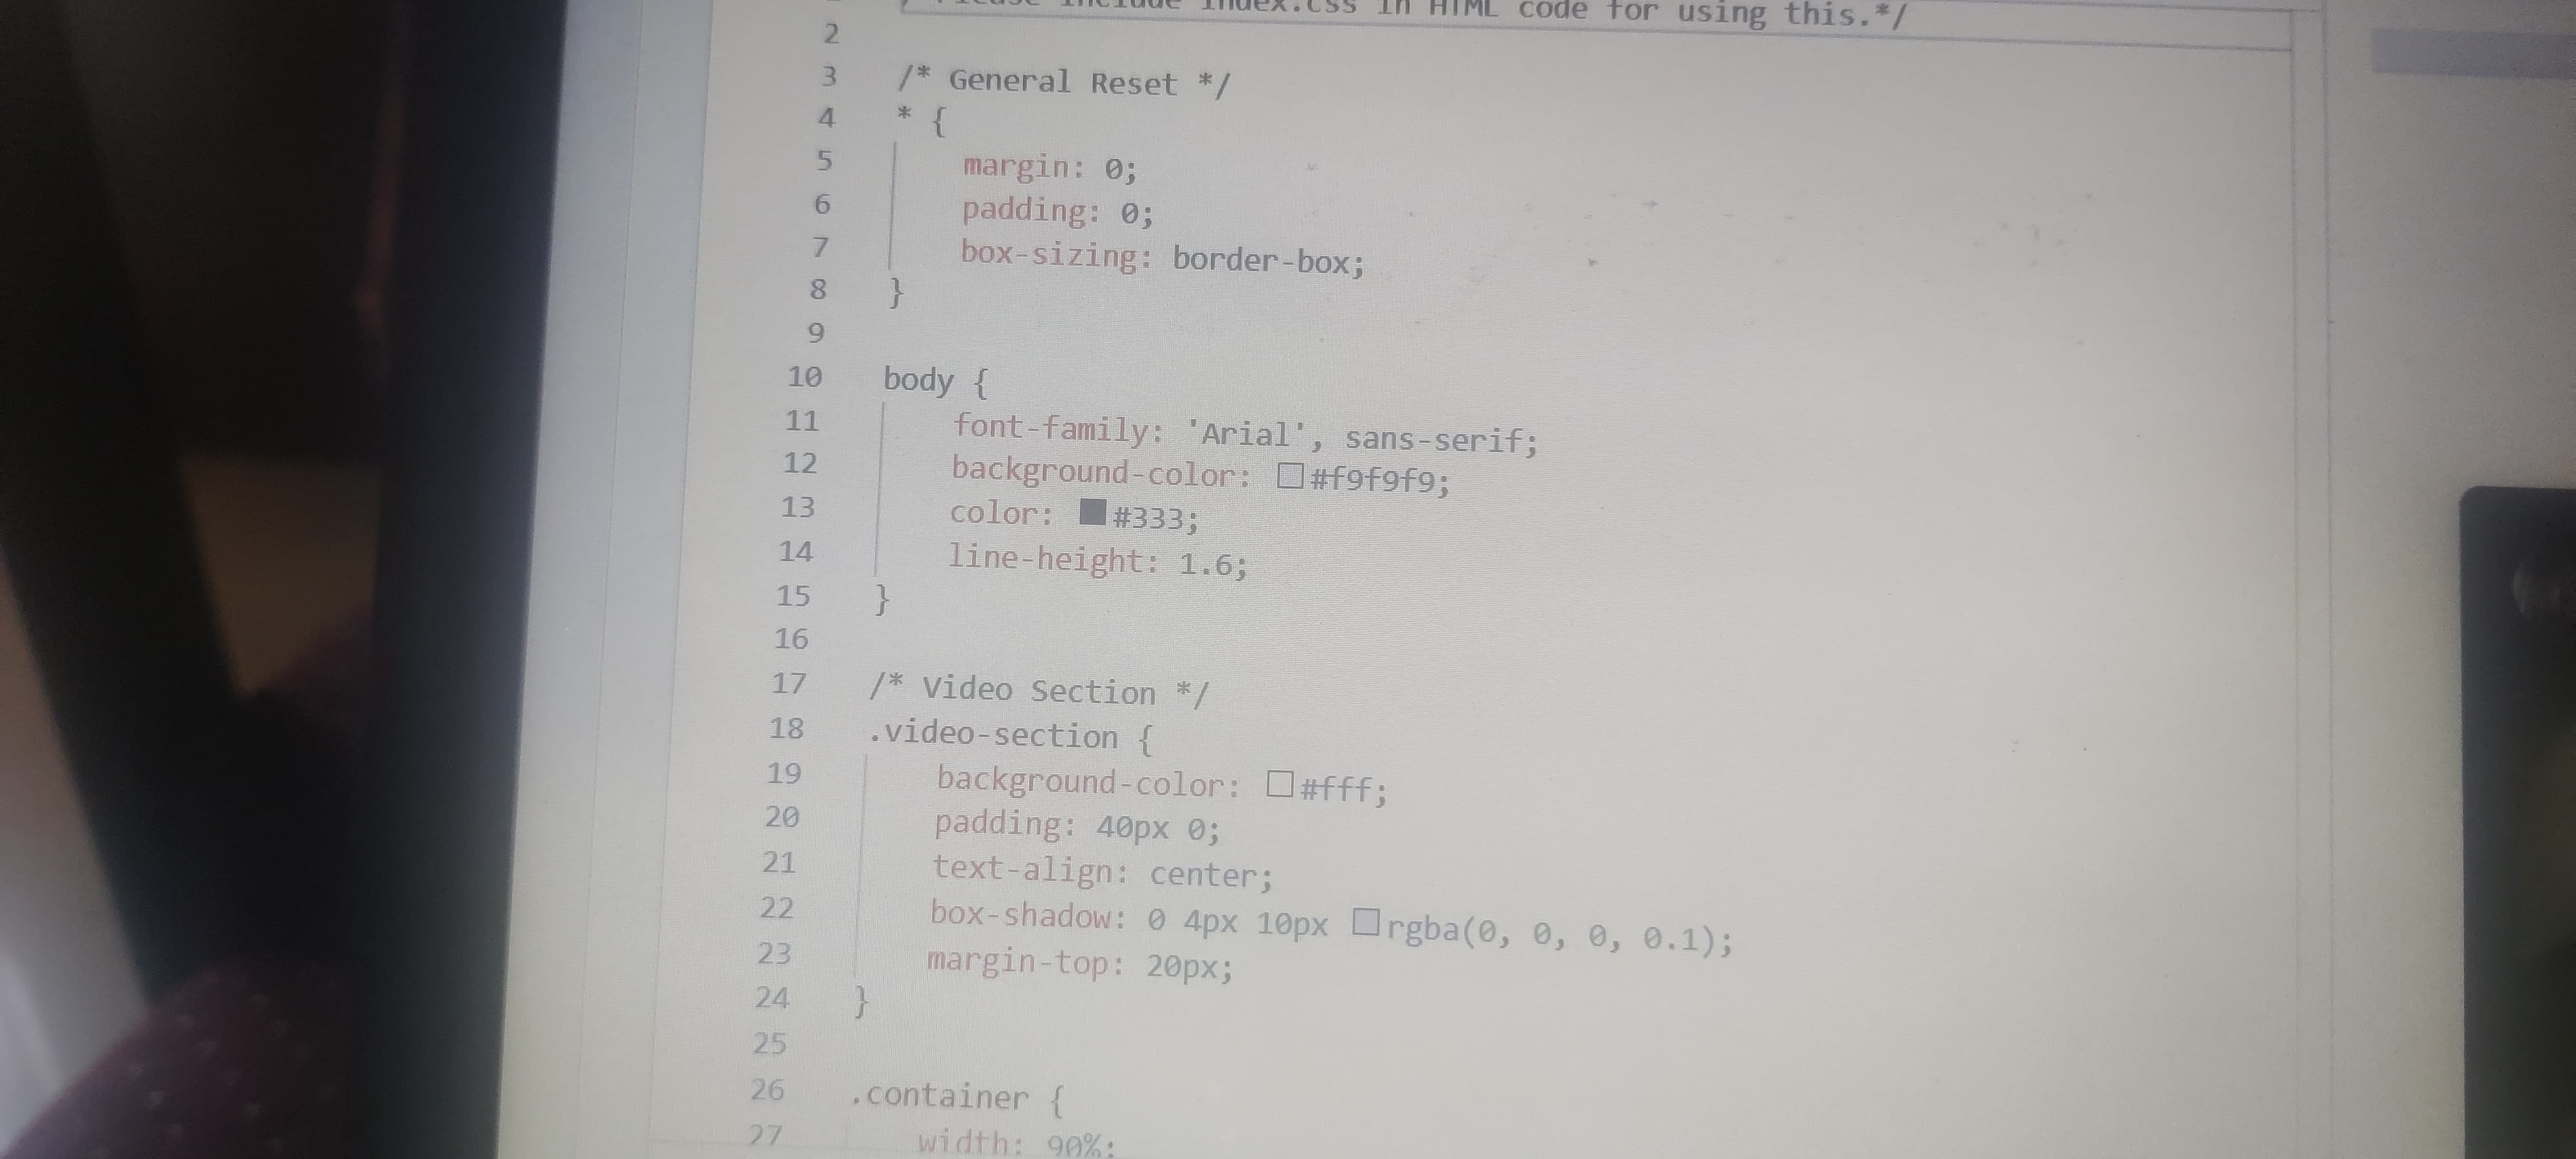 include index.css in HTML code for using this.*/
2
3 /* General Reset */
4 * {
5 margin: 0;
6 padding: 0;
7 box-sizing: border-box;
8 }
9
10 body {
11 font-family: 'Arial', sans-serif;
12 background-color: #f9f9f9;
13 color: #333;
14 line-height: 1.6;
15 }
16
17 /* Video Section */
18 .video-section {
19 background-color: #fff;
20 padding: 40px 0;
21 text-align: center;
22 box-shadow: 0 4px 10px rgba(0, 0, 0, 0.1);
23 margin-top: 20px;
24 }
25
26 .container {
27 width: 90%;